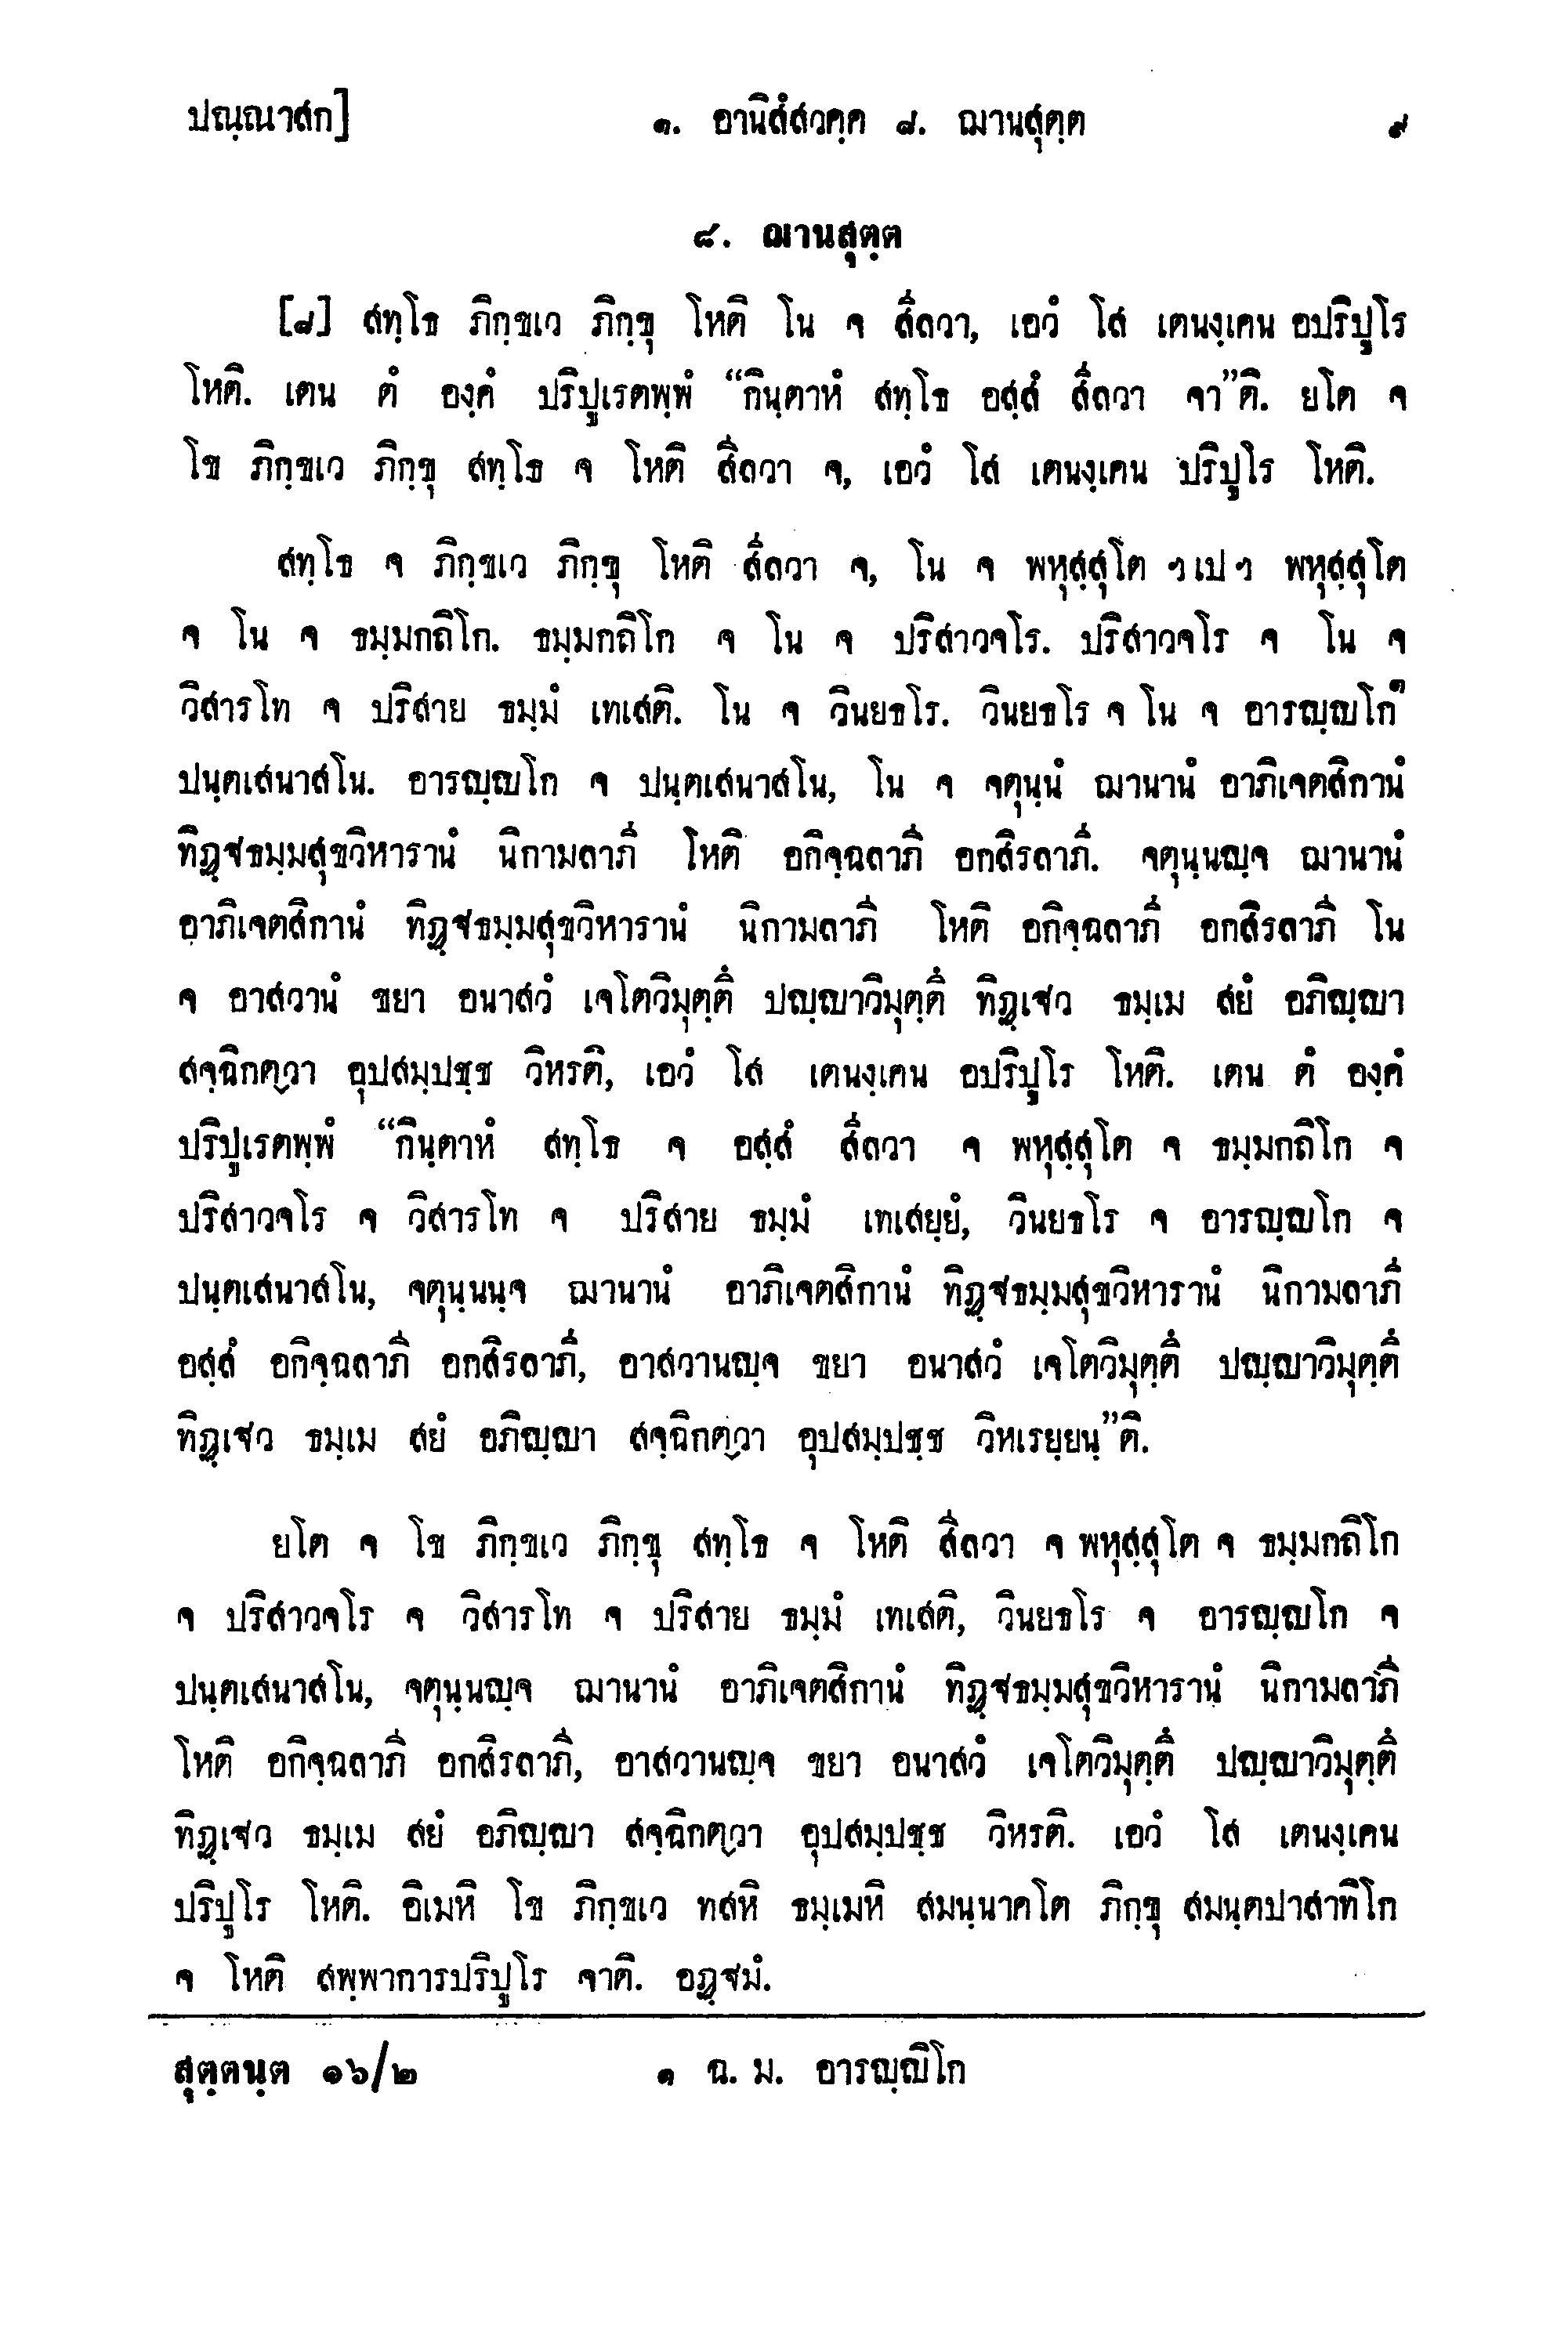 ปณฺณาสก]
๑. อานิสํสวคฺค ๘. ฌานสุตฺต
๙
๘. ฌานสุตฺต
[๘] สทฺโธ ภิกฺขเว ภิกฺขุ โหติ โน จ สีลวา, เอวํ โส เตนงฺเคน อปริปูโร
โหติ. เตน ตํ องฺคํ ปริปูเรตพฺพํ “กินฺตาหํ สทฺโธ อสฺสํ สีลวา จา”ติ. ยโต จ
โข ภิกฺขเว ภิกฺขุ สทฺโธ จ โหติ สีลวา จ, เอวํ โส เตนงฺเคน ปริปูโร โหติ.
สทฺโธ จ ภิกฺขเว ภิกฺขุ โหติ สีลวา จ, โน จ พหุสฺสุโต ฯเปฯ พหุสฺสุโต
จ โน จ ธมฺมกถิโก. ธมฺมกถิโก จ โน จ ปริสาวจโร. ปริสาวจโร จ โน จ
วิสารโท จ ปริสาย ธมฺมํ เทเสติ. โน จ วินยธโร. วินยธโร จ โน จ อารญฺญโก๑
ปนฺตเสนาสโน. อารญฺญโก จ ปนฺตเสนาสโน, โน จ จตุนฺนํ ฌานานํ อาภิเจตสิกานํ
ทิฏฺฐธมฺมสุขวิหารานํ นิกามลาภี โหติ อกิจฺฉลาภี อกสิรลาภี. จตุนฺนญฺจ ฌานานํ
อาภิเจตสิกานํ ทิฏฺฐธมฺมสุขวิหารานํ นิกามลาภี โหติ อกิจฺฉลาภี อกสิรลาภี โน
จ อาสวานํ ขยา อนาสวํ เจโตวิมุตฺตึ ปญฺญาวิมุตฺตึ ทิฏฺเฐว ธมฺเม สยํ อภิญฺญา
สจฺฉิกตฺวา อุปสมฺปชฺช วิหรติ, เอวํ โส เตนงฺเคน อปริปูโร โหติ. เตน ตํ องฺคํ
ปริปูเรตพฺพํ “กินฺตาหํ สทฺโธ จ อสฺสํ สีลวา จ พหุสฺสุโต จ ธมฺมกถิโก จ
ปริสาวจโร จ วิสารโท จ ปริสาย ธมฺมํ เทเสยฺยํ, วินยธโร จ อารญฺญโก จ
ปนฺตเสนาสโน, จตุนฺนนฺจ ฌานานํ อาภิเจตสิกานํ ทิฏฺฐธมฺมสุขวิหารานํ นิกามลาภี
อสฺสํ อกิจฺฉลาภี อกสิรลาภี, อาสวานญฺจ ขยา อนาสวํ เจโตวิมุตฺตึ ปญฺญาวิมุตฺตึ
ทิฏฺเฐว ธมฺเม สยํ อภิญฺญา สจฺฉิกตฺวา อุปสมฺปชฺช วิหเรยฺยนฺ”ติ.
ยโต จ โข ภิกฺขเว ภิกฺขุ สทฺโธ จ โหติ สีลวา จ พหุสฺสุโต จ ธมฺมกถิโก
จ ปริสาวจโร จ วิสารโท จ ปริสาย ธมฺมํ เทเสติ, วินยธโร จ อารญฺญโก จ
ปนฺตเสนาสโน, จตุนฺนญฺจ ฌานานํ อาภิเจตสิกานํ ทิฏฺฐธมฺมสุขวิหารานํ นิกามลาภี
โหติ อกิจฺฉลาภี อกสิรลาภี, อาสวานญฺจ ขยา อนาสวํ เจโตวิมุตฺตึ ปญฺญาวิมุตฺตึ
ทิฏฺเฐว ธมฺเม สยํ อภิญฺญา สจฺฉิกตฺวา อุปสมฺปชฺช วิหรติ. เอวํ โส เตนงฺเคน
ปริปูโร โหติ. อิเมหิ โข ภิกฺขเว ทสหิ ธมฺเมหิ สมนฺนาคโต ภิกฺขุ สมนฺตปาสาทิโก
จ โหติ สพฺพาการปริปูโร จาติ. อฏฺฐมํ.
สุตฺตนฺต ๑๖/๒
๑ ฉ. ม. อารญฺญิโก